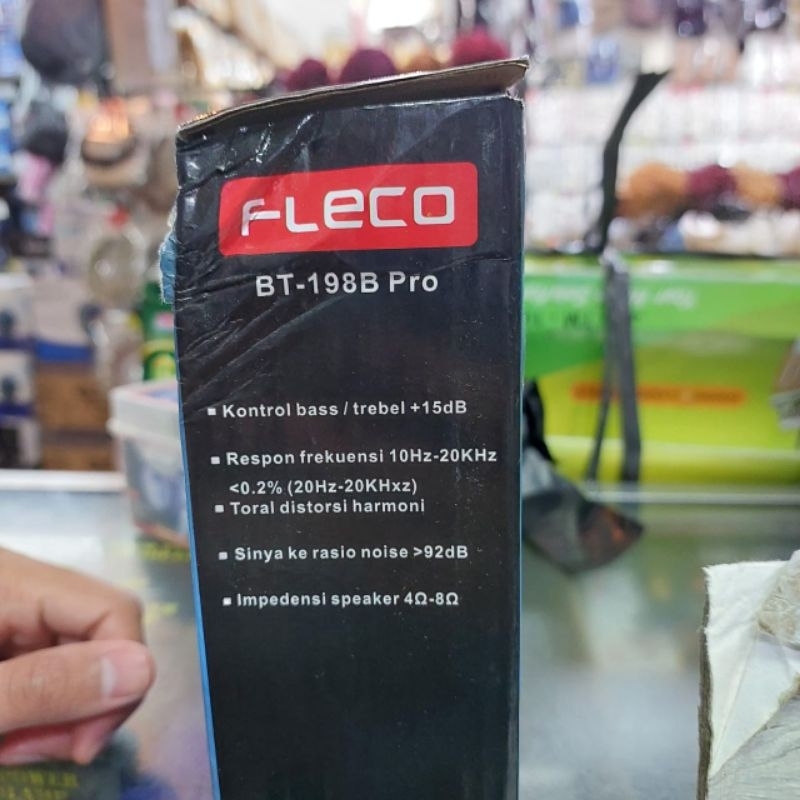 FLECO
BT-198B Pro
▪ Kontrol bass / trebel +15dB
▪ Respon frekuensi 10Hz-20KHz
<0.2% (20Hz-20KHxz)
▪ Toral distorsi harmoni
▪ Sinya ke rasio noise >92dB
▪ Impedensi speaker 4Ω-8Ω